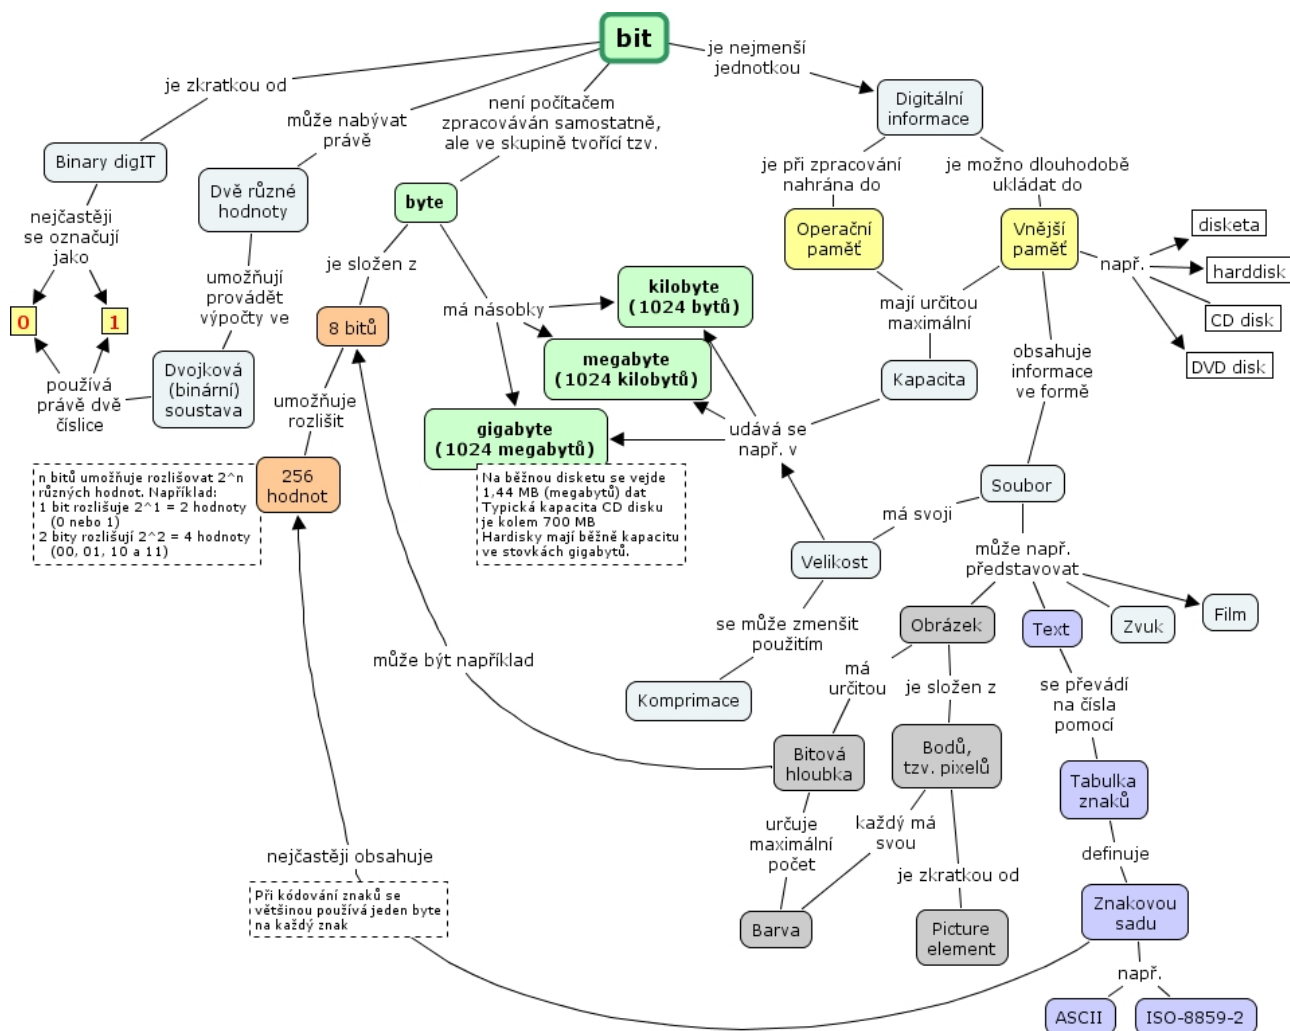 bit
je zkratkou od
je nejmenší
jednotkou
není počítačem
zpracováván samostatně,
ale ve skupině tvořící tzv.
může nabývat
právě
Digitální
informace
Binary digIT
Dvě různé
hodnoty
byte
je při zpracování
nahrána do
je možno dlouhodobě
ukládat do
nejčastěji
se označují
jako
Operační
paměť
Vnější
paměť
např.
disketa
harddisk
CD disk
DVD disk
umožňují
provádět
výpočty ve
je složen z
má násobky
kilobyte
(1024 bytů)
mají určitou
maximální
0
1
8 bitů
megabyte
(1024 kilobytů)
Kapacita
obsahuje
informace
ve formě
používá
právě dvě
číslice
Dvojková
(binární)
soustava
umožňuje
rozlišit
gigabyte
(1024 megabytů)
udává se
např. v
n bitů umožňuje rozlišovat 2^n
různých hodnot. Například:
1 bit rozlišuje 2^1 = 2 hodnoty
(0 nebo 1)
2 bity rozlišují 2^2 = 4 hodnoty
(00, 01, 10 a 11)
256
hodnot
Na běžnou disketu se vejde
1,44 MB (megabytů) dat
Typická kapacita CD disku
je kolem 700 MB
Hardisky mají běžně kapacitu
ve stovkách gigabytů.
Soubor
má svoji
Velikost
může např.
představovat
se může zmenšit
použitím
Komprimace
Obrázek
Text
Zvuk
Film
může být například
má
určitou
je složen z
se převádí
na čísla
pomocí
Bitová
hloubka
Bodů,
tzv. pixelů
Tabulka
znaků
určuje
maximální
počet
každý má
svou
je zkratkou od
definuje
nejčastěji obsahuje
Při kódování znaků se
většinou používá jeden byte
na každý znak
Barva
Picture
element
Znakovou
sadu
např.
ASCII
ISO-8859-2